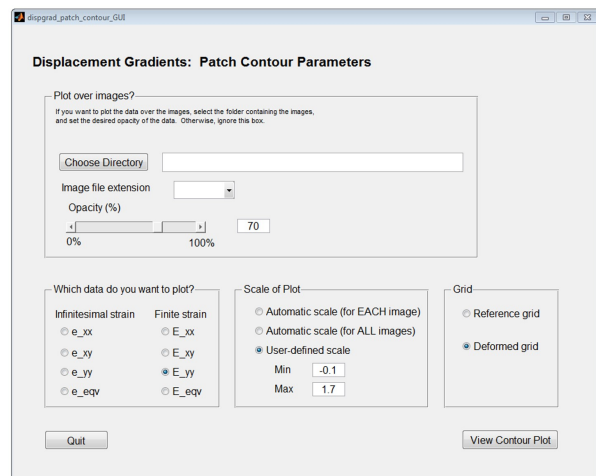 dispgrad_patch_contour_GUI
Displacement Gradients:  Patch Contour Parameters
Plot over images?
If you want to plot the data over the images, select the folder containing the images,
and set the desired opacity of the data.  Otherwise, ignore this box.
Choose Directory
Image file extension
Opacity (%)
70
0% 100%
Which data do you want to plot?
Infinitesimal strain Finite strain
e_xx E_xx
e_xy E_xy
e_yy E_yy
e_eqv E_eqv
Scale of Plot
Automatic scale (for EACH image)
Automatic scale (for ALL images)
User-defined scale
Min -0.1
Max 1.7
Grid
Reference grid
Deformed grid
Quit
View Contour Plot